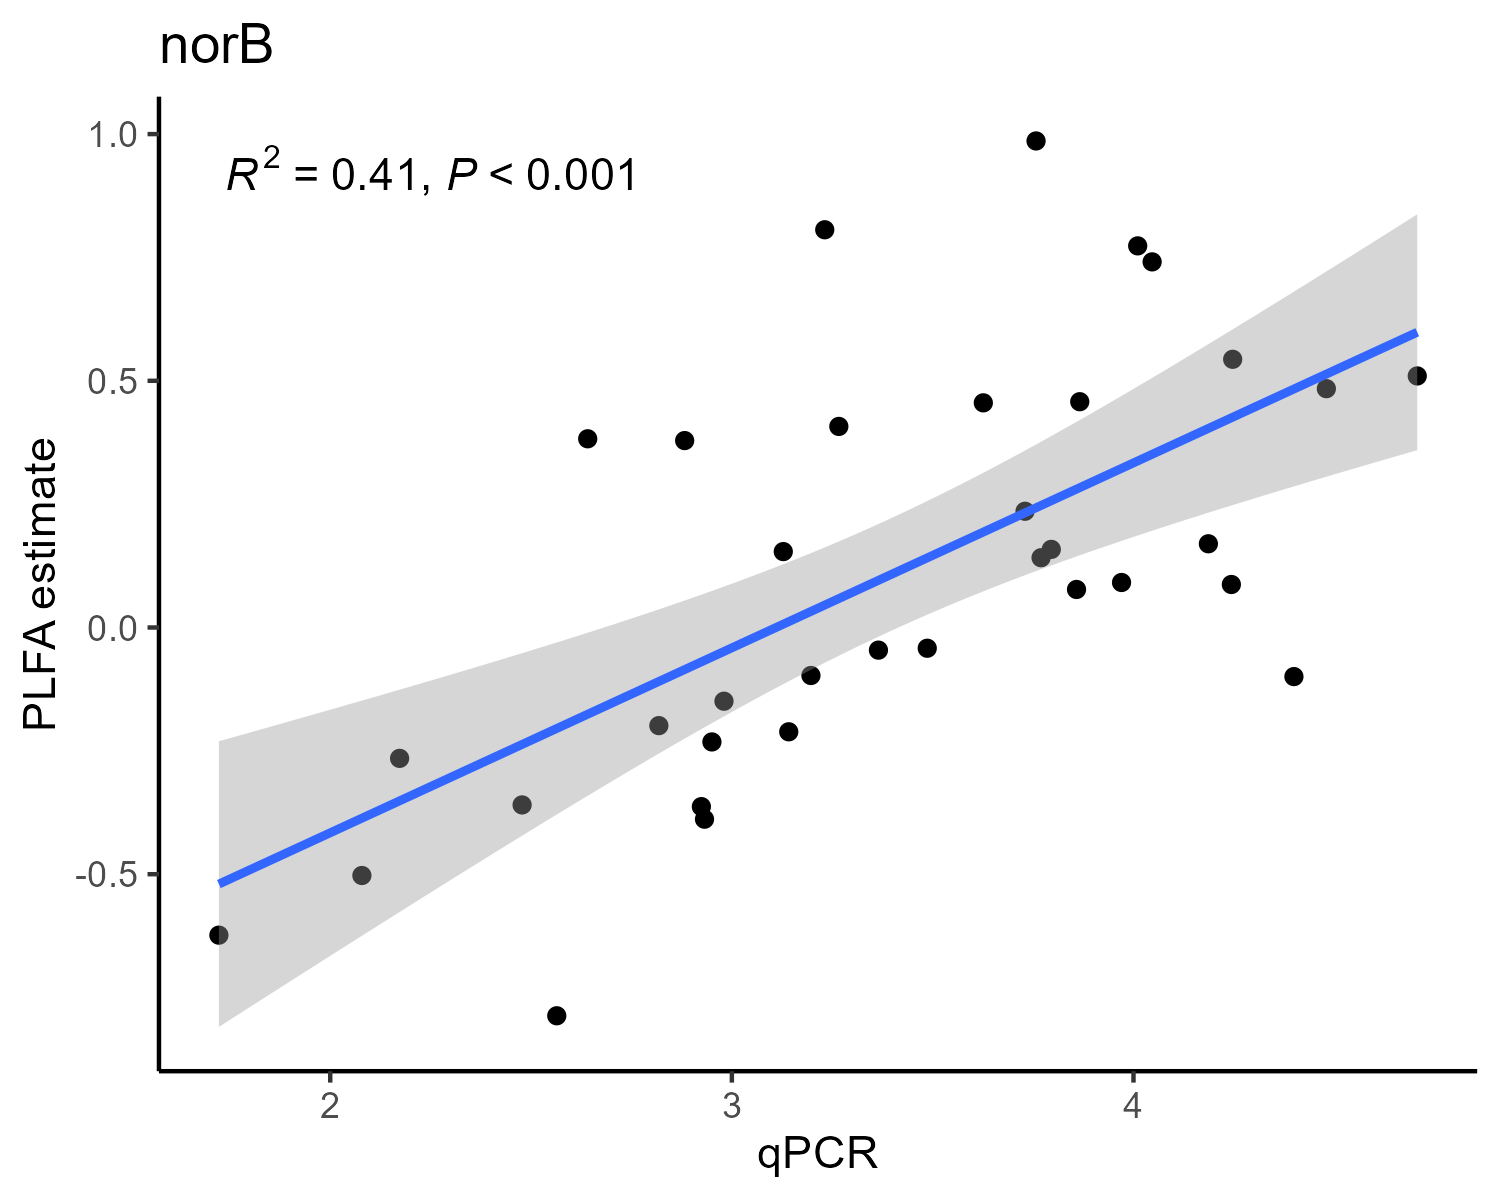 norB
R² = 0.41, P < 0.001
1.0
0.5
0.0
-0.5
PLFA estimate
2 3 4
qPCR